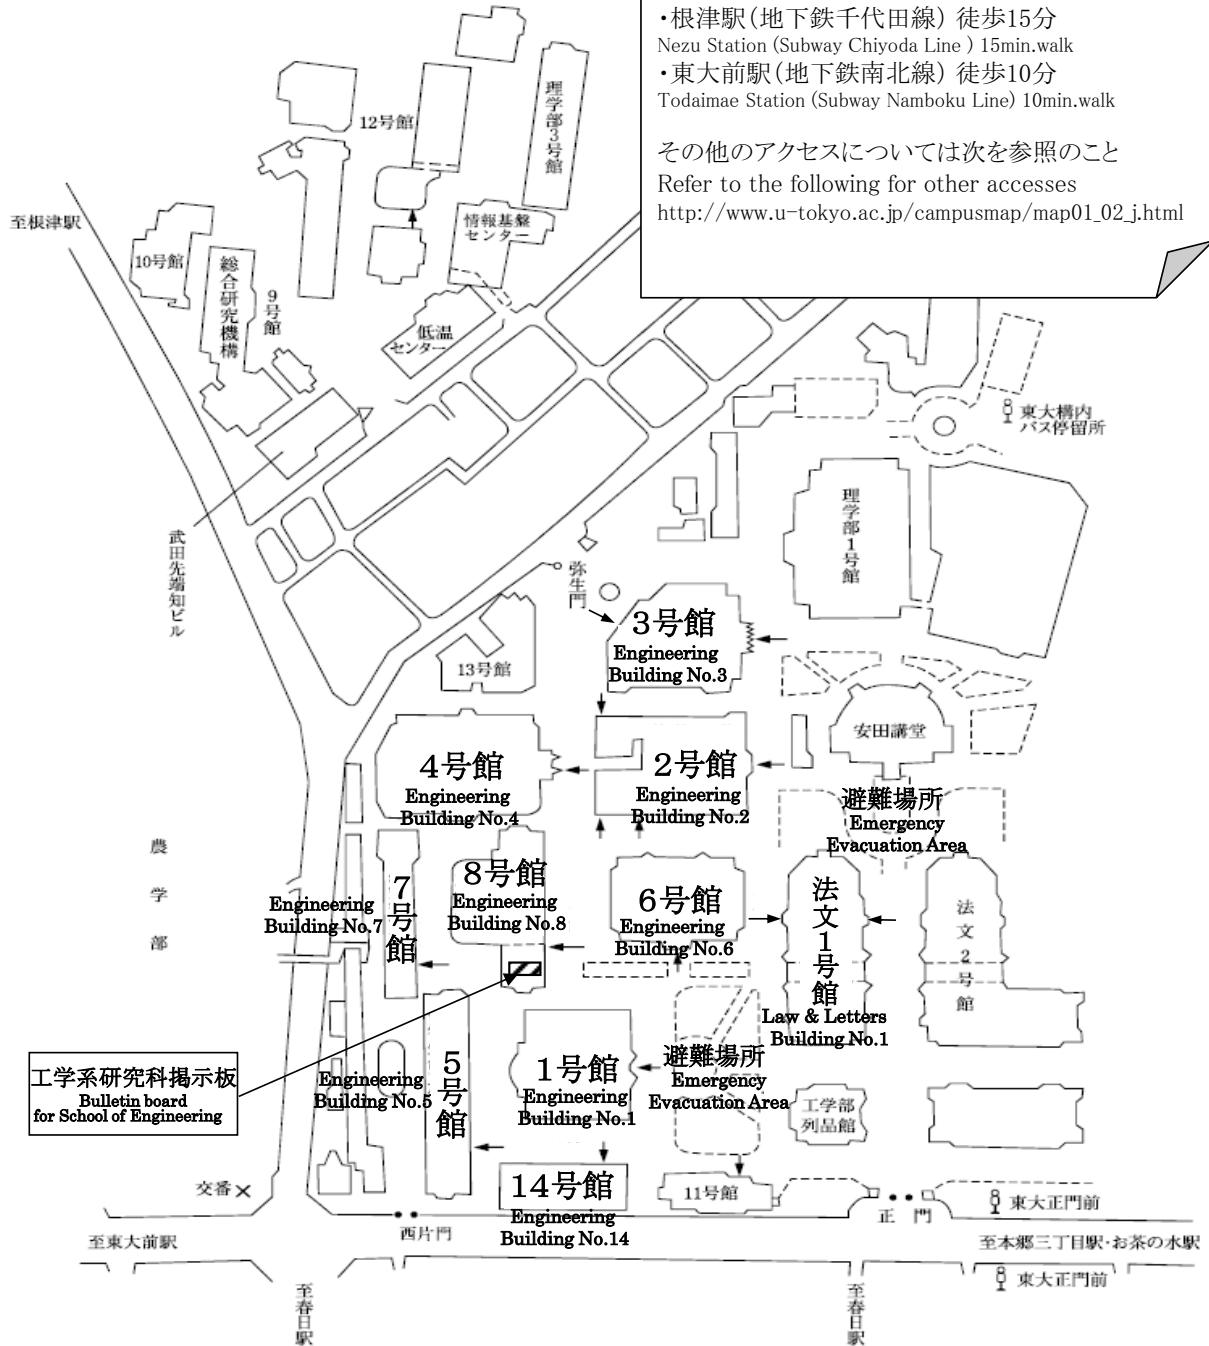 ・根津駅(地下鉄千代田線) 徒歩15分
Nezu Station (Subway Chiyoda Line ) 15min.walk
・東大前駅(地下鉄南北線) 徒歩10分
Todaimae Station (Subway Namboku Line) 10min.walk
その他のアクセスについては次を参照のこと
Refer to the following for other accesses
http://www.u-tokyo.ac.jp/campusmap/map01_02_j.html
理学部3号館
12号館
至根津駅
情報基盤
センター
10号館
総合研究機構
9号館
低温
センター
東大構内
バス停留所
理学部1号館
武田先端知ビル
弥生門
3号館
Engineering
Building No.3
13号館
安田講堂
4号館
Engineering
Building No.4
2号館
Engineering
Building No.2
避難場所
Emergency
Evacuation Area
農学部
7号館
Engineering
Building No.7
8号館
Engineering
Building No.8
6号館
Engineering
Building No.6
法文1号館
Law & Letters
Building No.1
法文2号館
工学系研究科掲示板
Bulletin board
for School of Engineering
5号館
Engineering
Building No.5
1号館
Engineering
Building No.1
避難場所
Emergency
Evacuation Area
工学部
列品館
交番
14号館
Engineering
Building No.14
11号館
西片門
正門
東大正門前
至東大前駅
至本郷三丁目駅・お茶の水駅
東大正門前
至春日駅
至春日駅